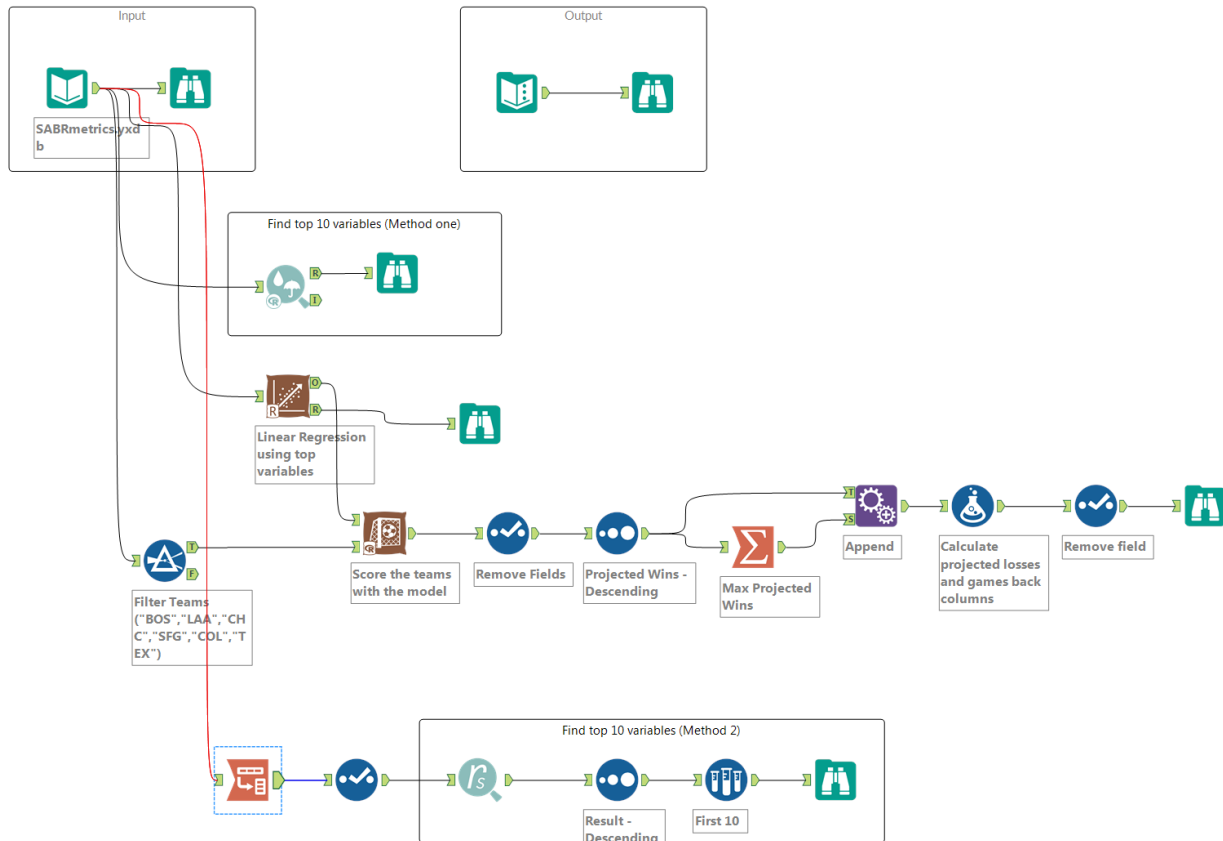 Input
Output
SABRmetrics.yxd
b
Find top 10 variables (Method one)
R
I
R
O
R
Linear Regression
using top
variables
T
F
Filter Teams
("BOS","LAA","CH
C","SFG","COL","T
EX")
Score the teams
with the model
Remove Fields
Projected Wins -
Descending
Max Projected
Wins
T
S
Append
Calculate
projected losses
and games back
columns
Remove field
Find top 10 variables (Method 2)
rs
Result -
Descending
First 10